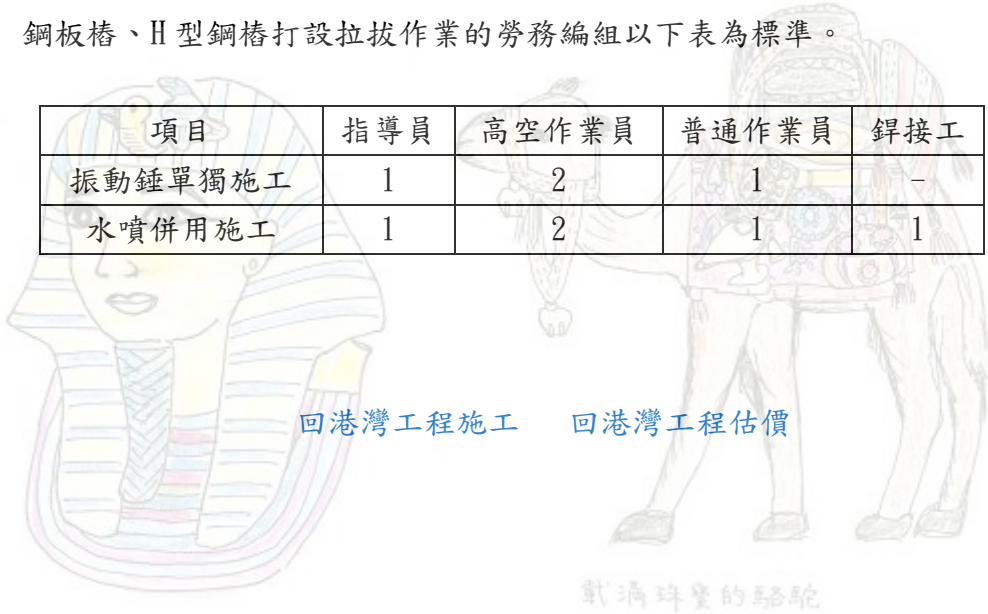 鋼板樁、H型鋼樁打設拉拔作業的勞務編組以下表為標準。
項目 指導員 高空作業員 普通作業員 銲接工
振動錘單獨施工 1 2 1 -
水噴併用施工 1 2 1 1
回港灣工程施工 回港灣工程估價
戴滿珠寶的駱駝